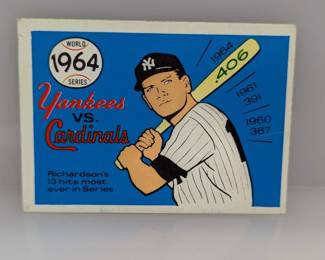 WORLD
1964
SERIES
Yankees
VS.
Cardinals
Richardson's
13 hits most
ever in Series
NY
1964
.406
1961
391
1960
367
1